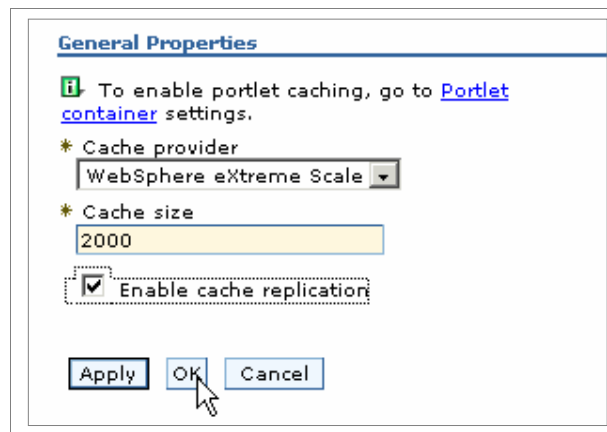 General Properties
To enable portlet caching, go to Portlet
container settings.
* Cache provider
WebSphere eXtreme Scale
* Cache size
2000
Enable cache replication
Apply OK Cancel